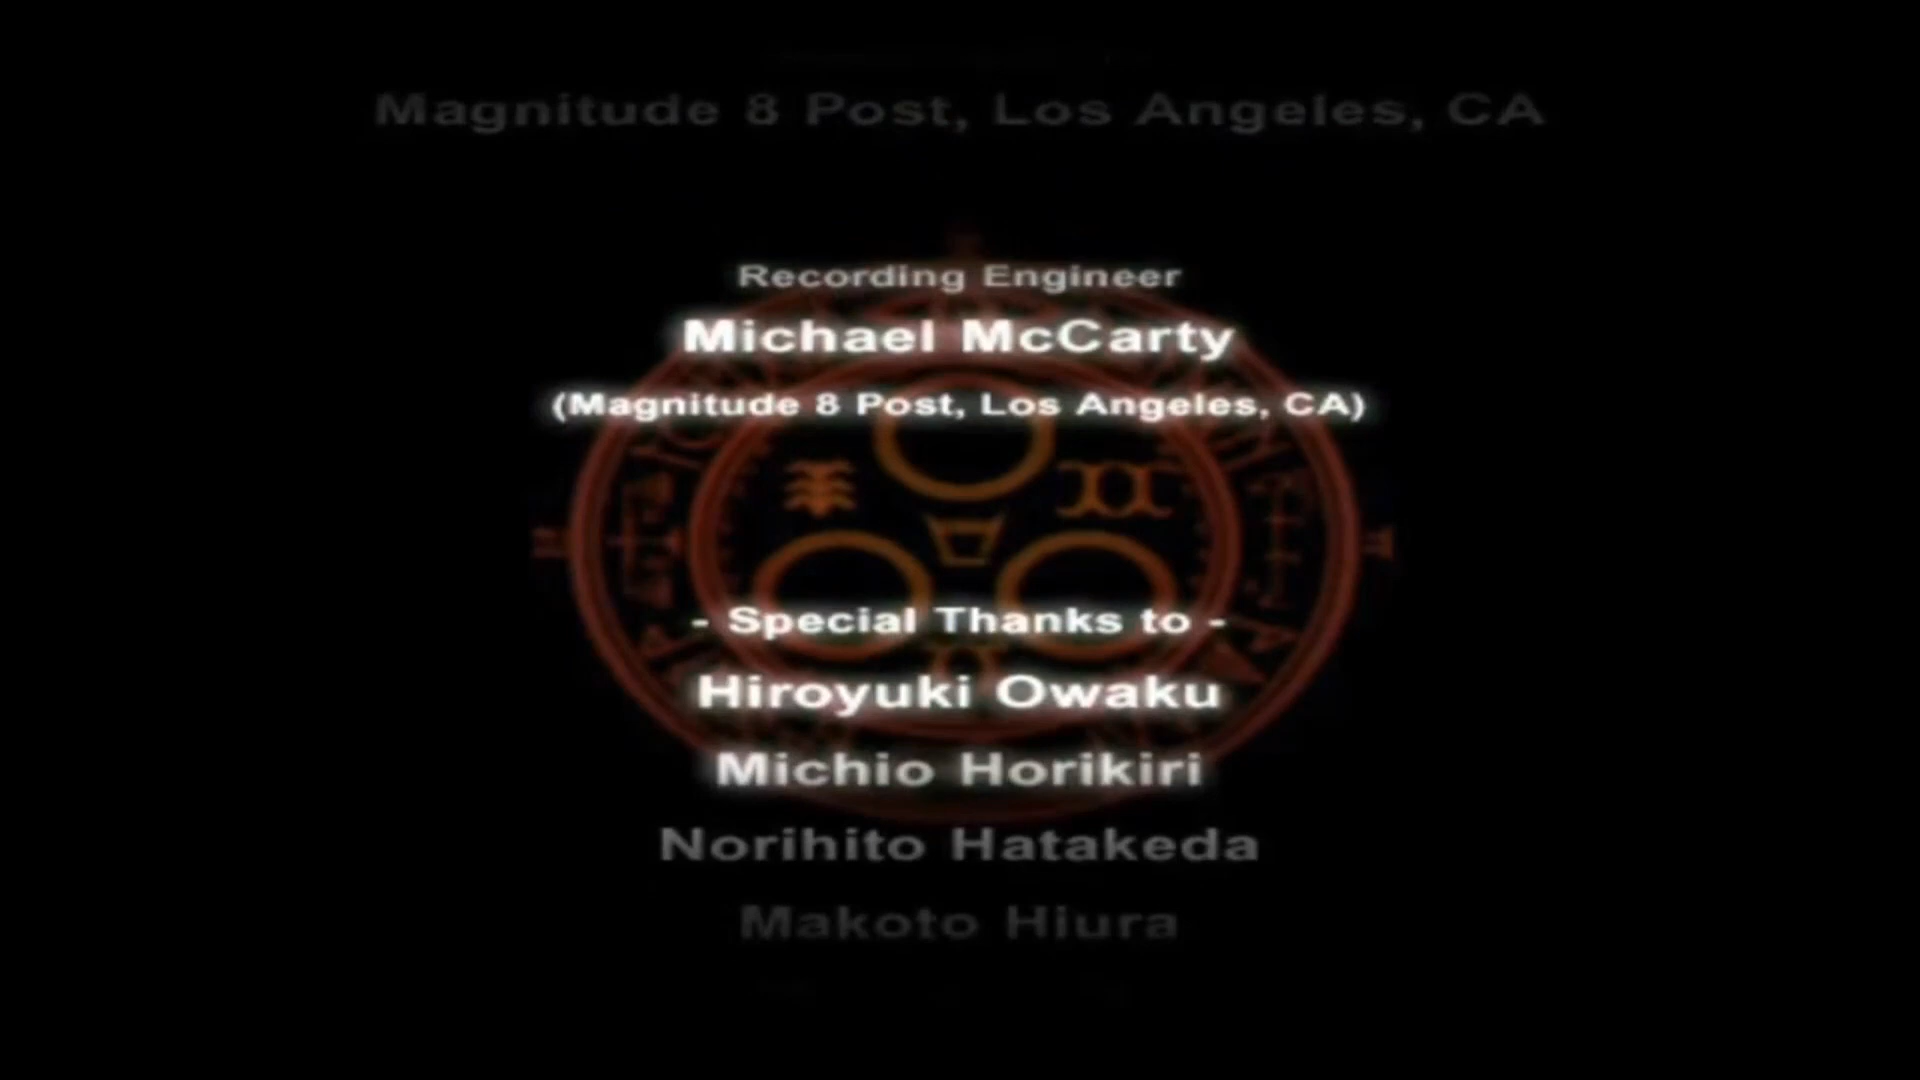 Magnitude 8 Post, Los Angeles, CA
Recording Engineer
Michael McCarty
(Magnitude 8 Post, Los Angeles, CA)
- Special Thanks to -
Hiroyuki Owaku
Michio Horikiri
Norihito Hatakeda
Makoto Hiura